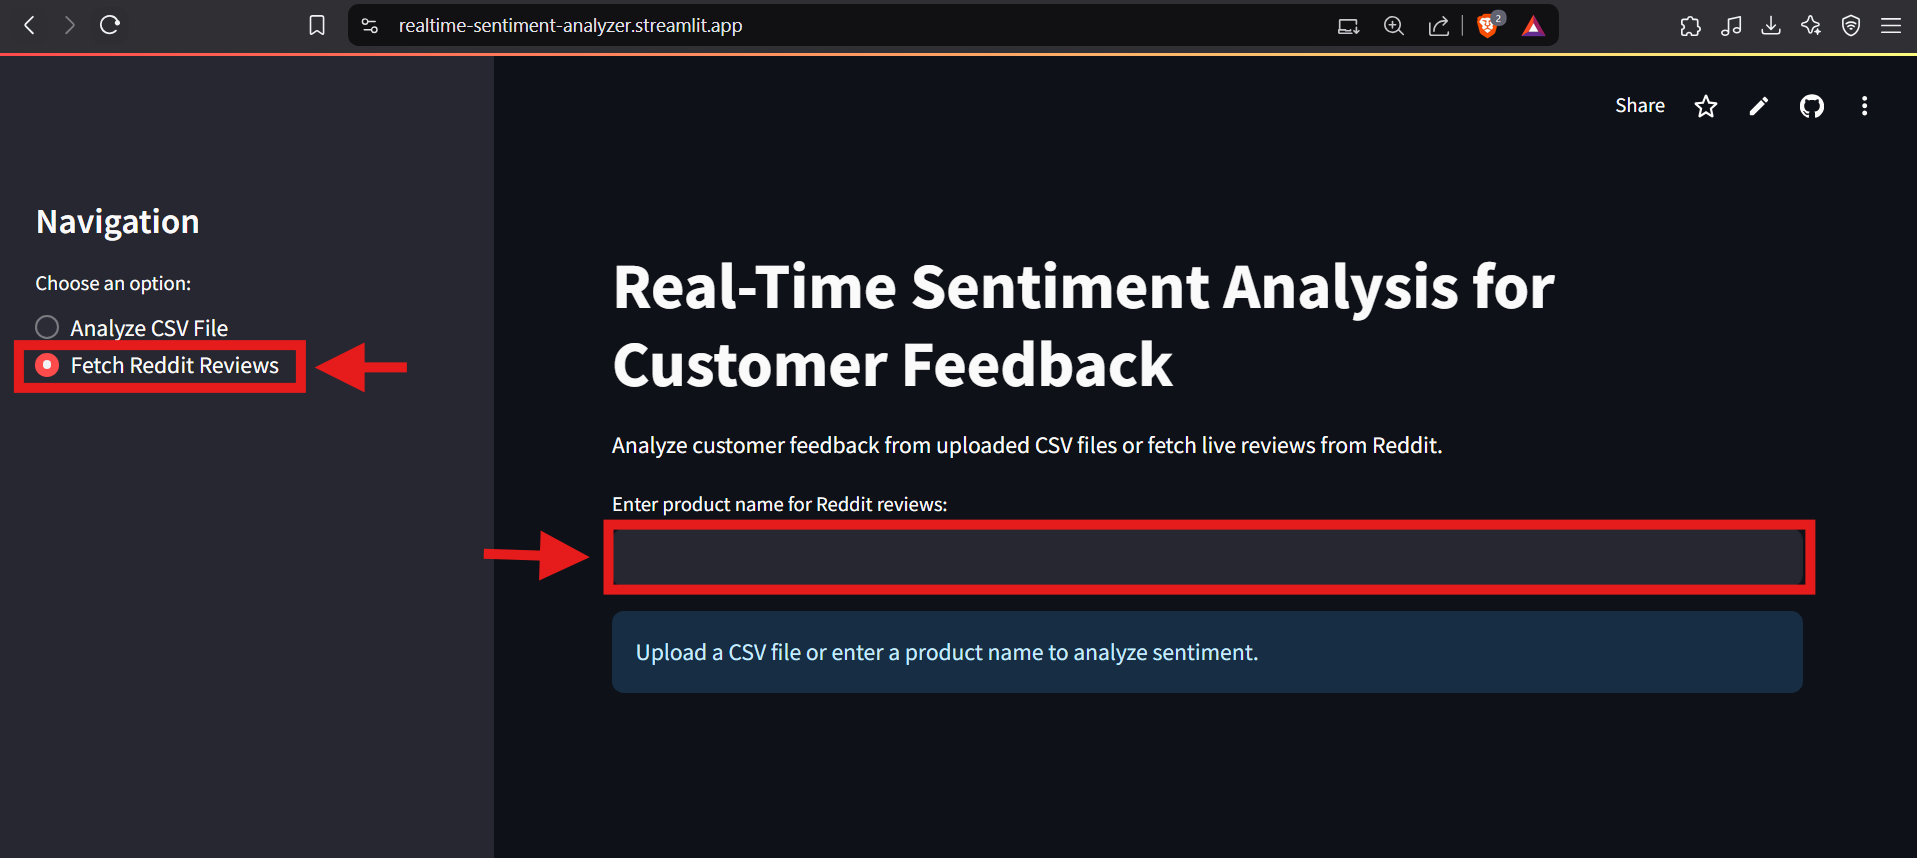 realtime-sentiment-analyzer.streamlit.app
2
Share
Navigation
Choose an option:
Analyze CSV File
Fetch Reddit Reviews
Real-Time Sentiment Analysis for
Customer Feedback
Analyze customer feedback from uploaded CSV files or fetch live reviews from Reddit.
Enter product name for Reddit reviews:
Upload a CSV file or enter a product name to analyze sentiment.